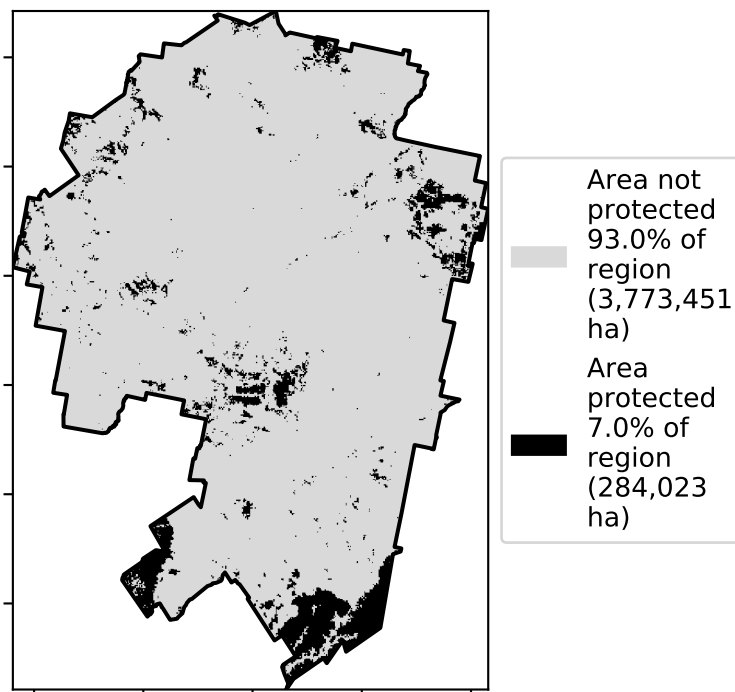 Area not
protected
93.0% of
region
(3,773,451
ha)
Area
protected
7.0% of
region
(284,023
ha)